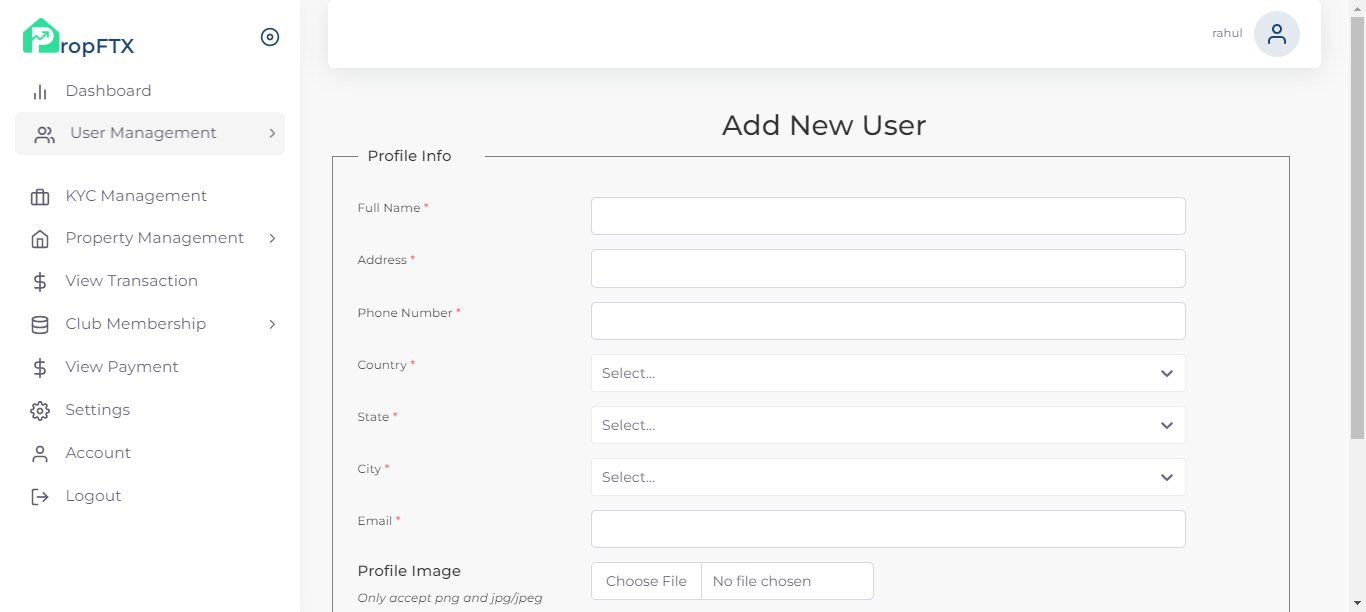 PropFTX
rahul
Dashboard
User Management
KYC Management
Property Management
View Transaction
Club Membership
View Payment
Settings
Account
Logout
Add New User
Profile Info
Full Name *
Address *
Phone Number *
Country *
Select...
State *
Select...
City *
Select...
Email *
Profile Image
Choose File
No file chosen
Only accept png and jpg/jpeg